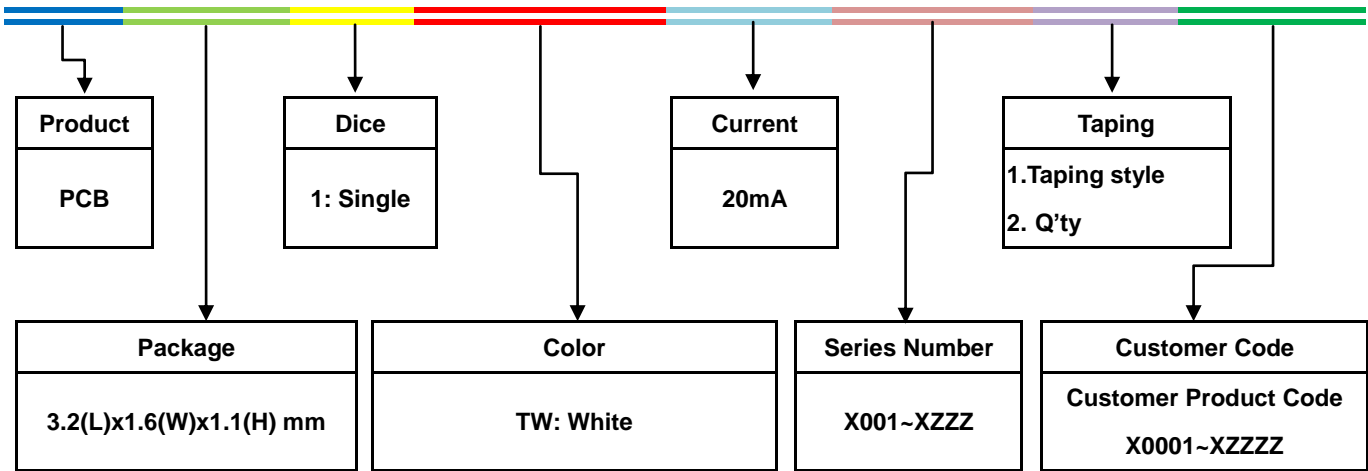 Product
PCB
Dice
1: Single
Current
20mA
Taping
1.Taping style
2. Q’ty
Package
3.2(L)x1.6(W)x1.1(H) mm
Color
TW: White
Series Number
X001~XZZZ
Customer Code
Customer Product Code
X0001~XZZZZ